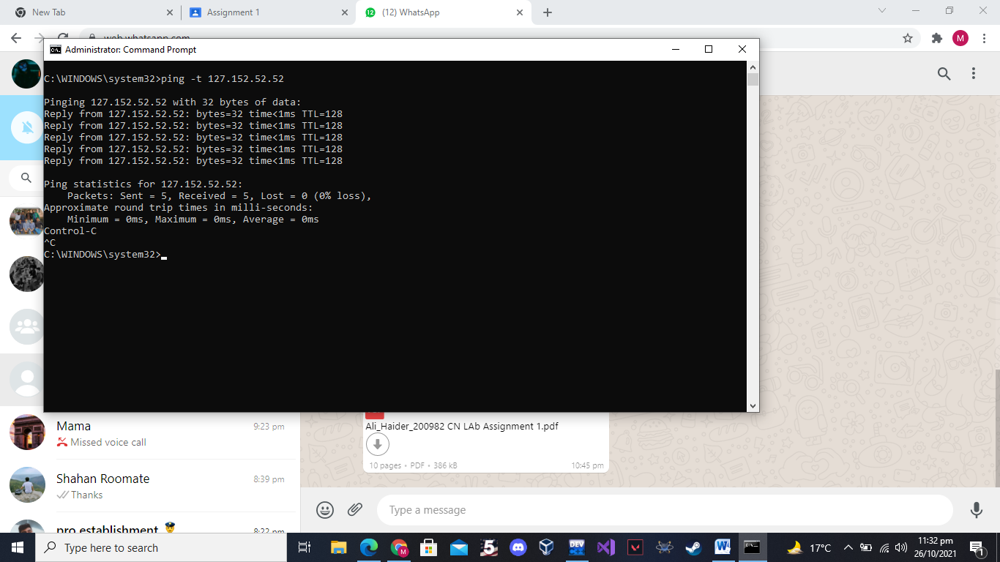 New Tab
Assignment 1
(12) WhatsApp
M
Administrator: Command Prompt
C:\WINDOWS\system32>ping -t 127.152.52.52
Pinging 127.152.52.52 with 32 bytes of data:
Reply from 127.152.52.52: bytes=32 time<1ms TTL=128
Reply from 127.152.52.52: bytes=32 time<1ms TTL=128
Reply from 127.152.52.52: bytes=32 time<1ms TTL=128
Reply from 127.152.52.52: bytes=32 time<1ms TTL=128
Reply from 127.152.52.52: bytes=32 time<1ms TTL=128
Ping statistics for 127.152.52.52:
Packets: Sent = 5, Received = 5, Lost = 0 (0% loss),
Approximate round trip times in milli-seconds:
Minimum = 0ms, Maximum = 0ms, Average = 0ms
Control-C
^C
C:\WINDOWS\system32>
Mama 9:23 pm
Missed voice call
Shahan Roomate 8:39 pm
Thanks
pro establishment 👮 8:22 pm
Ali_Haider_200982 CN LAb Assignment 1.pdf
10 pages • PDF • 386 kB 10:45 pm
Type a message
Type here to search
DEV
17°C
11:32 pm
26/10/2021
1